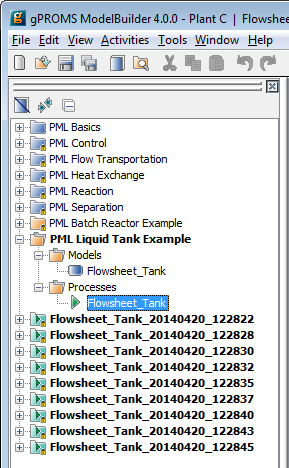 gPROMS ModelBuilder 4.0.0 - Plant C | Flowshe
File Edit View Activities Tools Window Help
PML Basics
PML Control
PML Flow Transportation
PML Heat Exchange
PML Reaction
PML Separation
PML Batch Reactor Example
PML Liquid Tank Example
Models
Flowsheet_Tank
Processes
Flowsheet_Tank
Flowsheet_Tank_20140420_122822
Flowsheet_Tank_20140420_122828
Flowsheet_Tank_20140420_122830
Flowsheet_Tank_20140420_122832
Flowsheet_Tank_20140420_122835
Flowsheet_Tank_20140420_122837
Flowsheet_Tank_20140420_122840
Flowsheet_Tank_20140420_122843
Flowsheet_Tank_20140420_122845